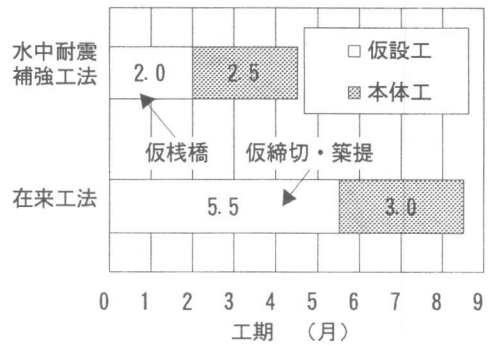 水中耐震
補強工法
2.0
2.5
仮設工
本体工
仮桟橋
仮締切・築提
在来工法
5.5
3.0
0 1 2 3 4 5 6 7 8 9
工期 （月）